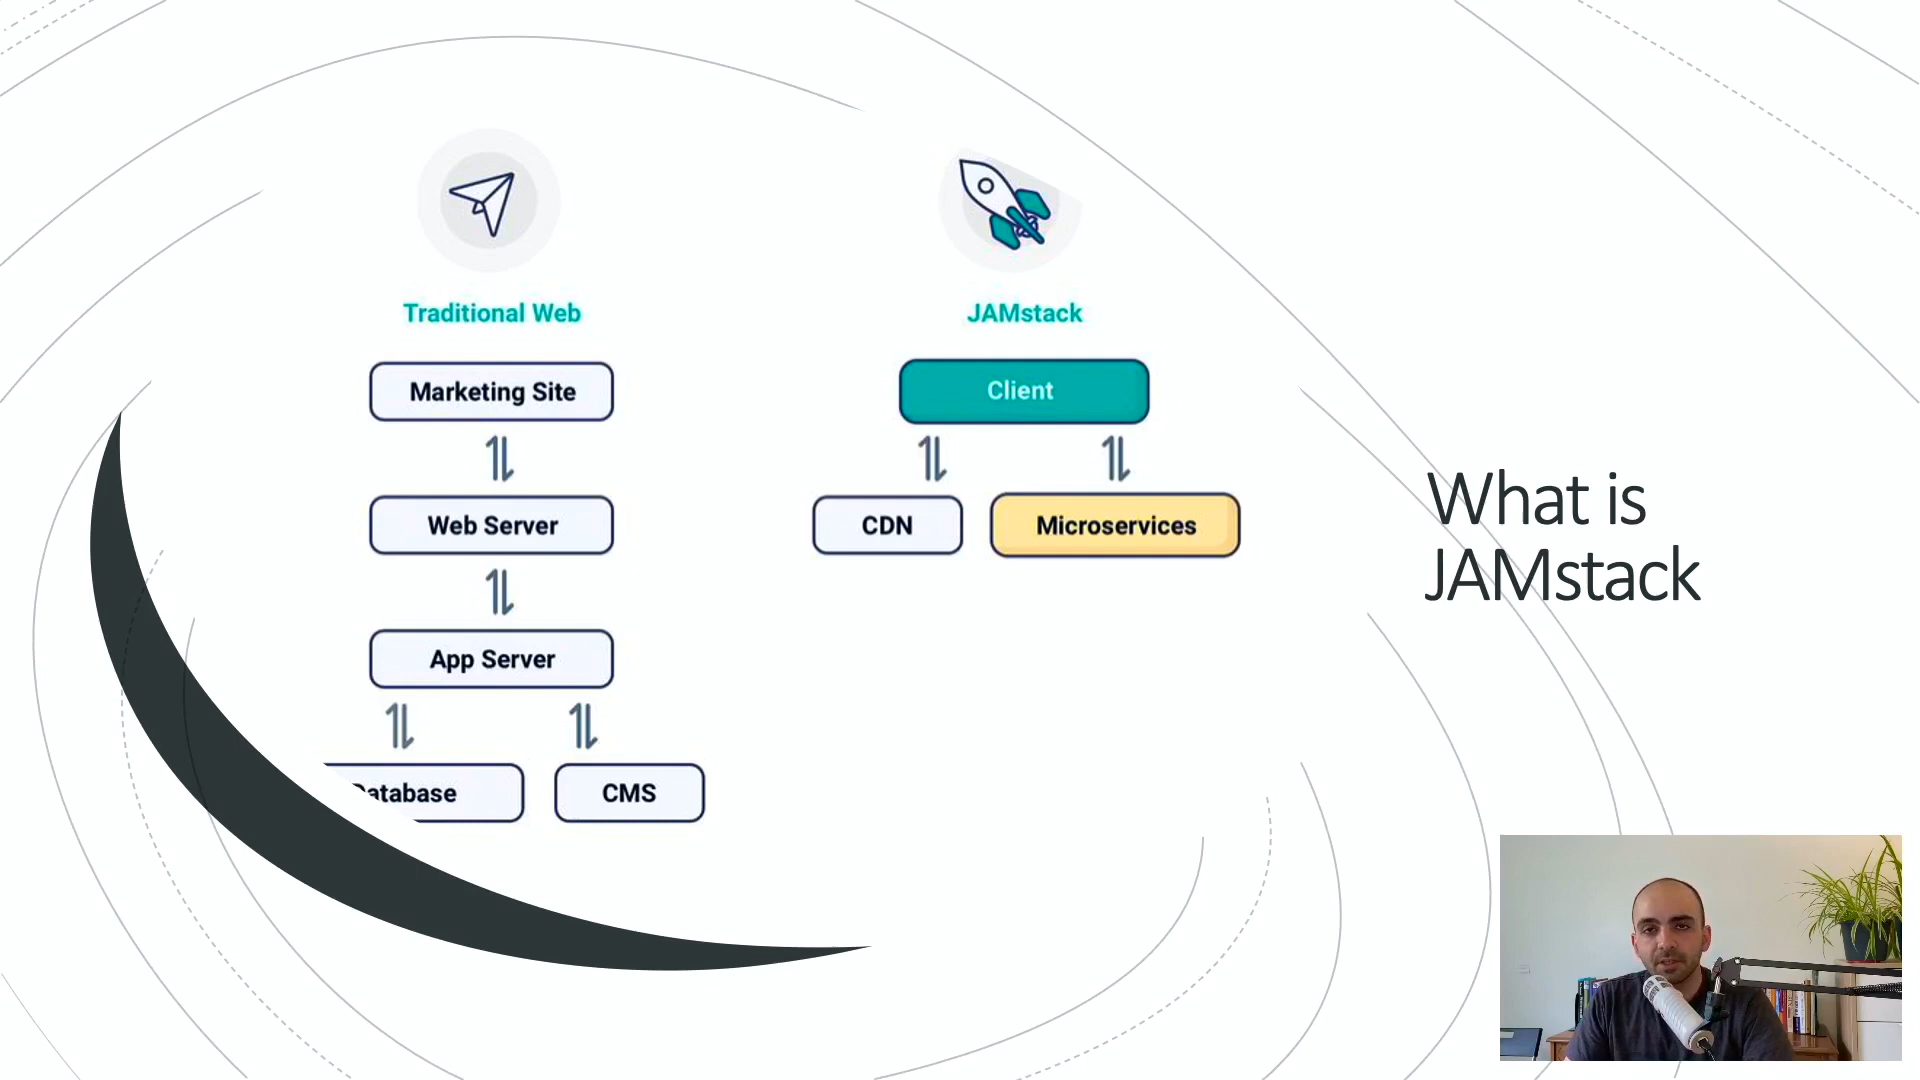 Traditional Web
JAMstack
Marketing Site
Client
Web Server
CDN
Microservices
App Server
atabase
CMS
What is
JAMstack